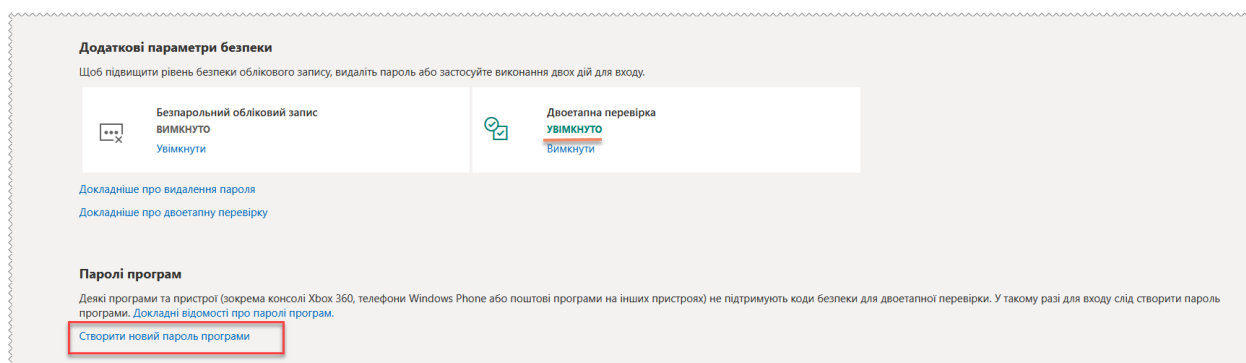 Додаткові параметри безпеки
Щоб підвищити рівень безпеки облікового запису, видаліть пароль або застосуйте виконання двох дій для входу.
Безпарольний обліковий запис
ВИМКНУТО
Увімкнути
Двоетапна перевірка
УВІМКНУТО
Вимкнути
Докладніше про видалення пароля
Докладніше про двоетапну перевірку
Паролі програм
Деякі програми та пристрої (зокрема консолі Xbox 360, телефони Windows Phone або поштові програми на інших пристроях) не підтримують коди безпеки для двоетапної перевірки. У такому разі для входу слід створити пароль
програми. Докладні відомості про паролі програм.
Створити новий пароль програми